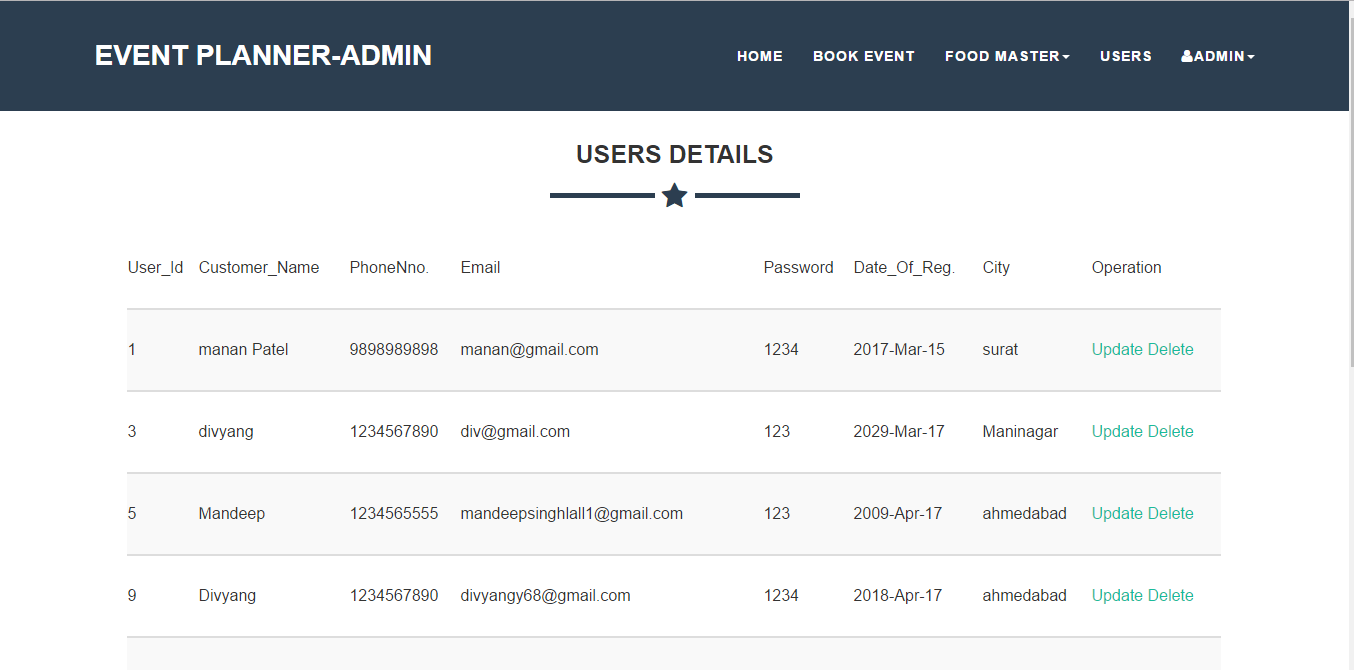 EVENT PLANNER-ADMIN HOME BOOK EVENT FOOD MASTER USERS ADMIN
USERS DETAILS
User_Id Customer_Name PhoneNno. Email Password Date_Of_Reg. City Operation
1 manan Patel 9898989898 manan@gmail.com 1234 2017-Mar-15 surat Update Delete
3 divyang 1234567890 div@gmail.com 123 2029-Mar-17 Maninagar Update Delete
5 Mandeep 1234565555 mandeepsinghlall1@gmail.com 123 2009-Apr-17 ahmedabad Update Delete
9 Divyang 1234567890 divyangy68@gmail.com 1234 2018-Apr-17 ahmedabad Update Delete